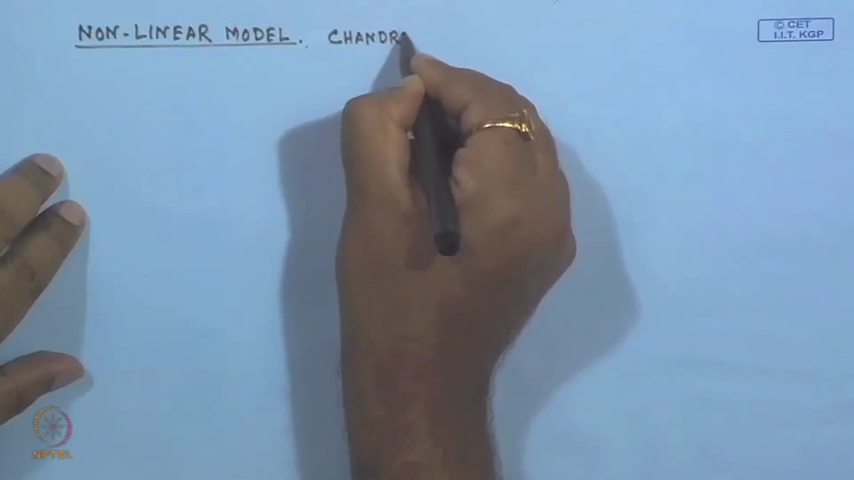 NON-LINEAR MODEL. CHANDR
© CET
I.I.T. KGP
NPTEL